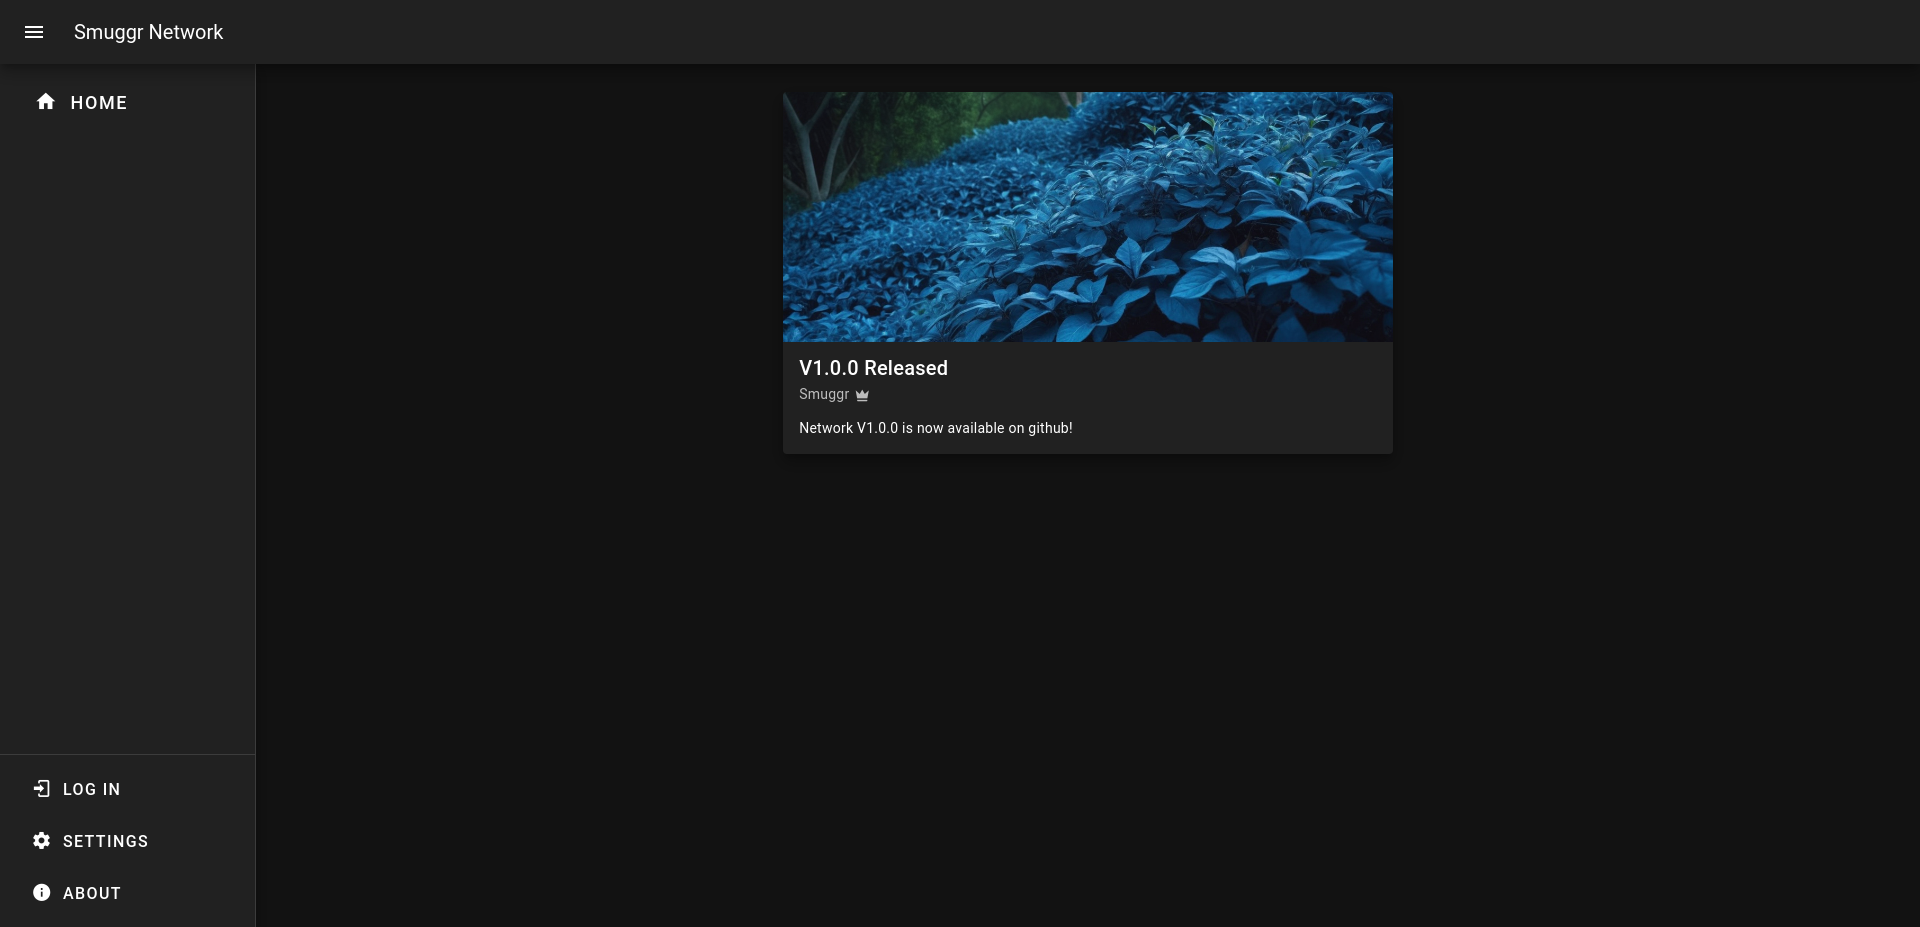 Smuggr Network
HOME
V1.0.0 Released
Smuggr
Network V1.0.0 is now available on github!
LOG IN
SETTINGS
ABOUT